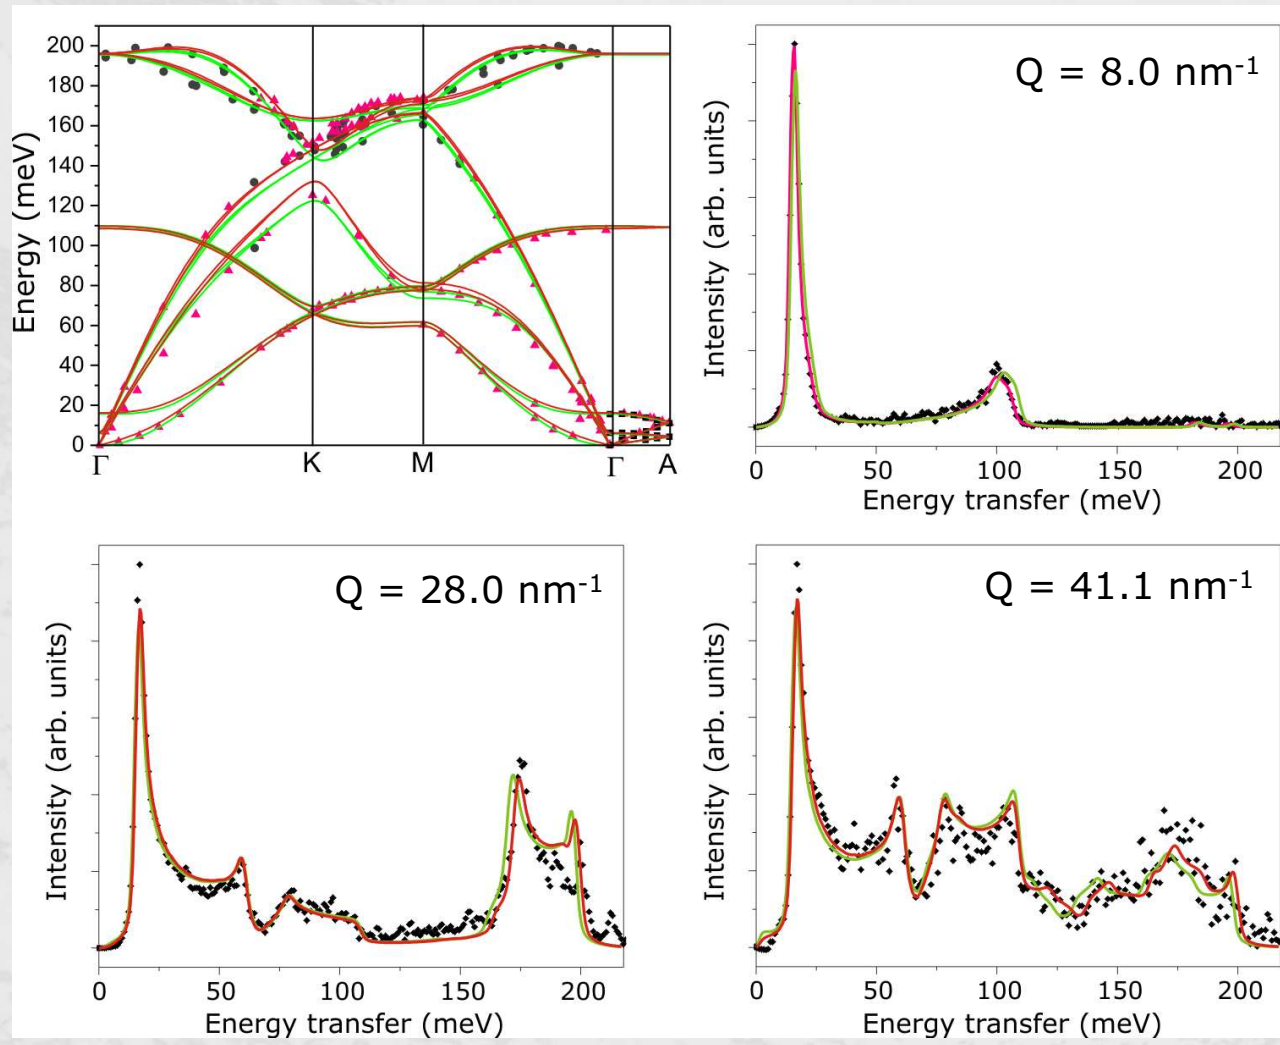 200
180
160
140
120
100
80
60
40
20
0
Energy (meV)
Γ K M Γ A
Q = 8.0 nm-1
Intensity (arb. units)
0 50 100 150 200
Energy transfer (meV)
Q = 28.0 nm-1
Intensity (arb. units)
0 50 100 150 200
Energy transfer (meV)
Q = 41.1 nm-1
Intensity (arb. units)
0 50 100 150 200
Energy transfer (meV)